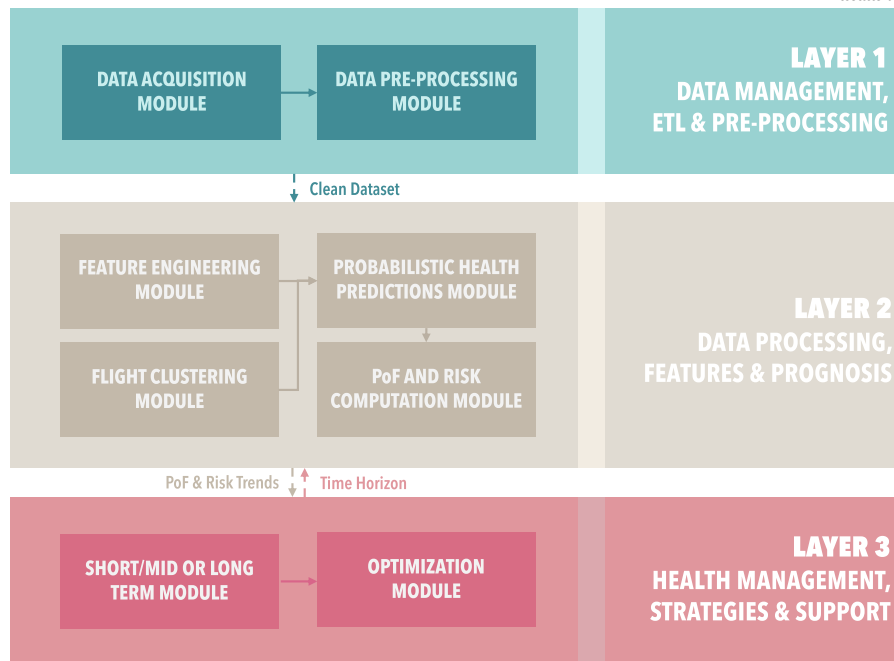 DATA ACQUISITION
MODULE
DATA PRE-PROCESSING
MODULE
LAYER 1
DATA MANAGEMENT,
ETL & PRE-PROCESSING
Clean Dataset
FEATURE ENGINEERING
MODULE
PROBABILISTIC HEALTH
PREDICTIONS MODULE
FLIGHT CLUSTERING
MODULE
PoF AND RISK
COMPUTATION MODULE
LAYER 2
DATA PROCESSING,
FEATURES & PROGNOSIS
PoF & Risk Trends
Time Horizon
SHORT/MID OR LONG
TERM MODULE
OPTIMIZATION
MODULE
LAYER 3
HEALTH MANAGEMENT,
STRATEGIES & SUPPORT